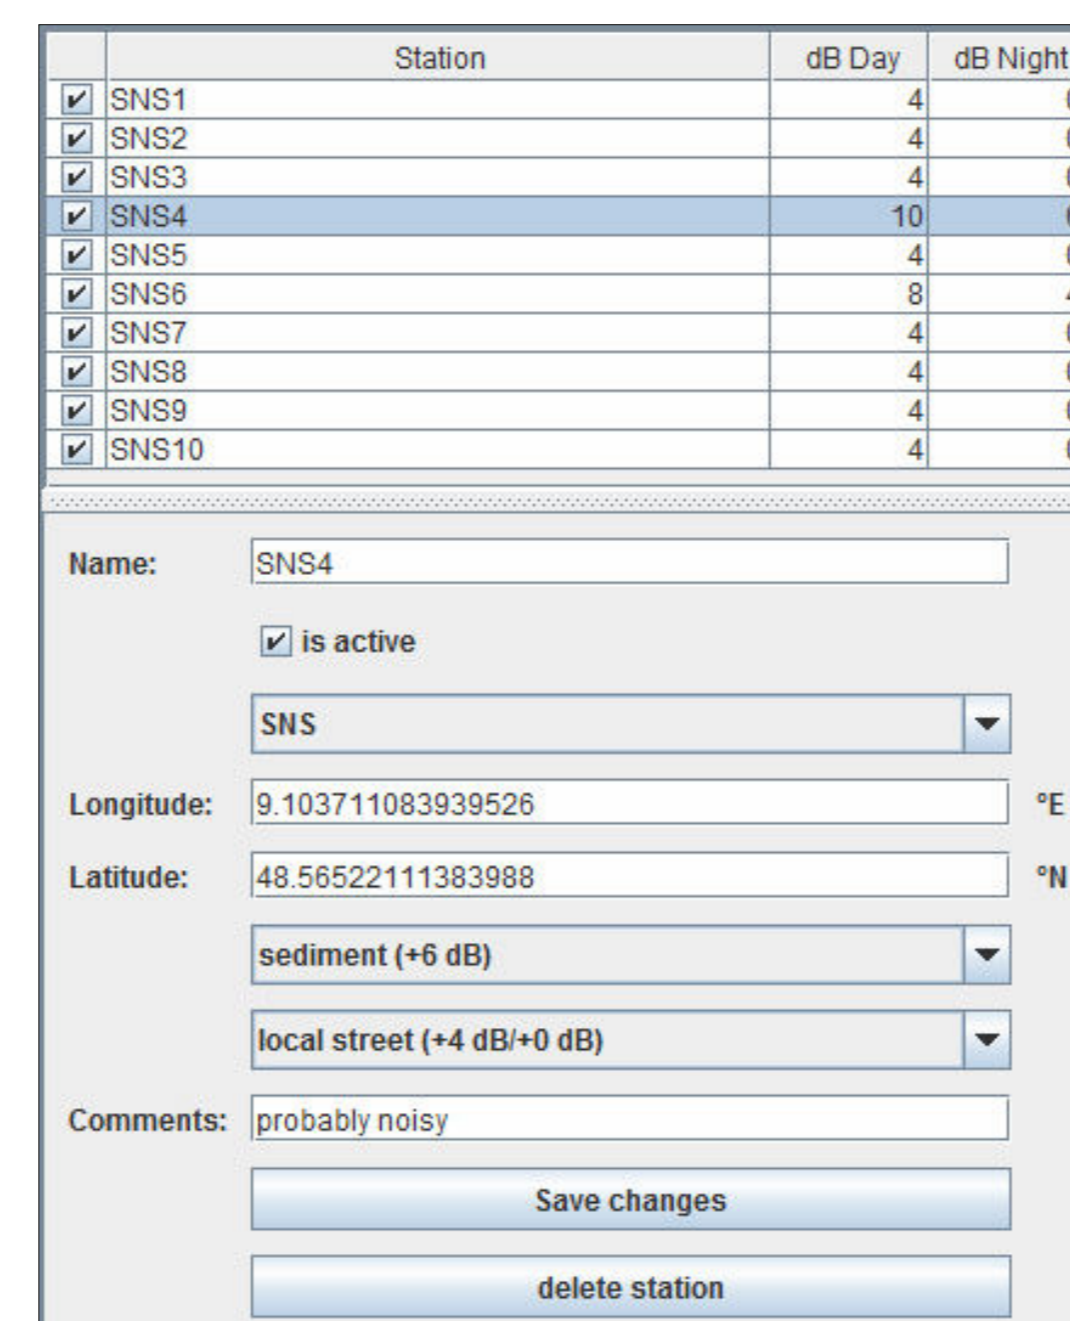 Station dB Day dB Night
SNS1 4
SNS2 4
SNS3 4
SNS4 10
SNS5 4
SNS6 8
SNS7 4
SNS8 4
SNS9 4
SNS10 4
Name: SNS4
is active
SNS
Longitude: 9.103711083939526 °E
Latitude: 48.56522111383988 °N
sediment (+6 dB)
local street (+4 dB/+0 dB)
Comments: probably noisy
Save changes
delete station